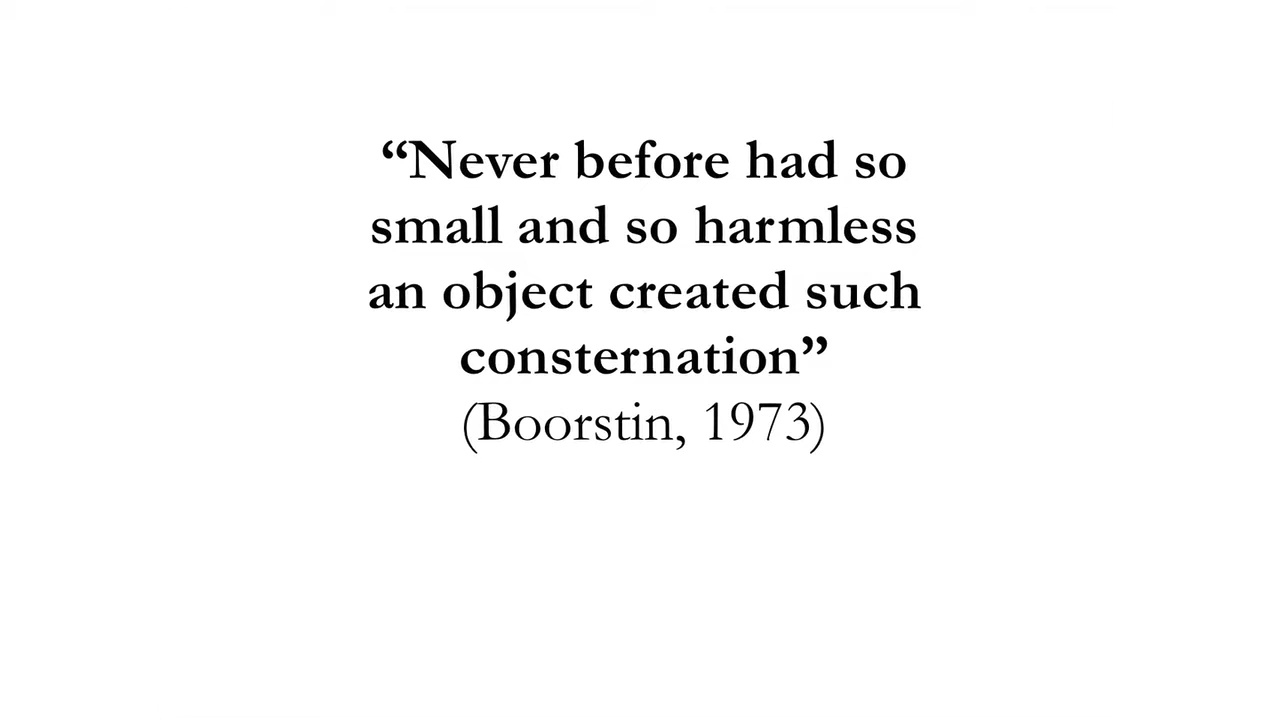 “Never before had so
small and so harmless
an object created such
consternation”
(Boorstin, 1973)